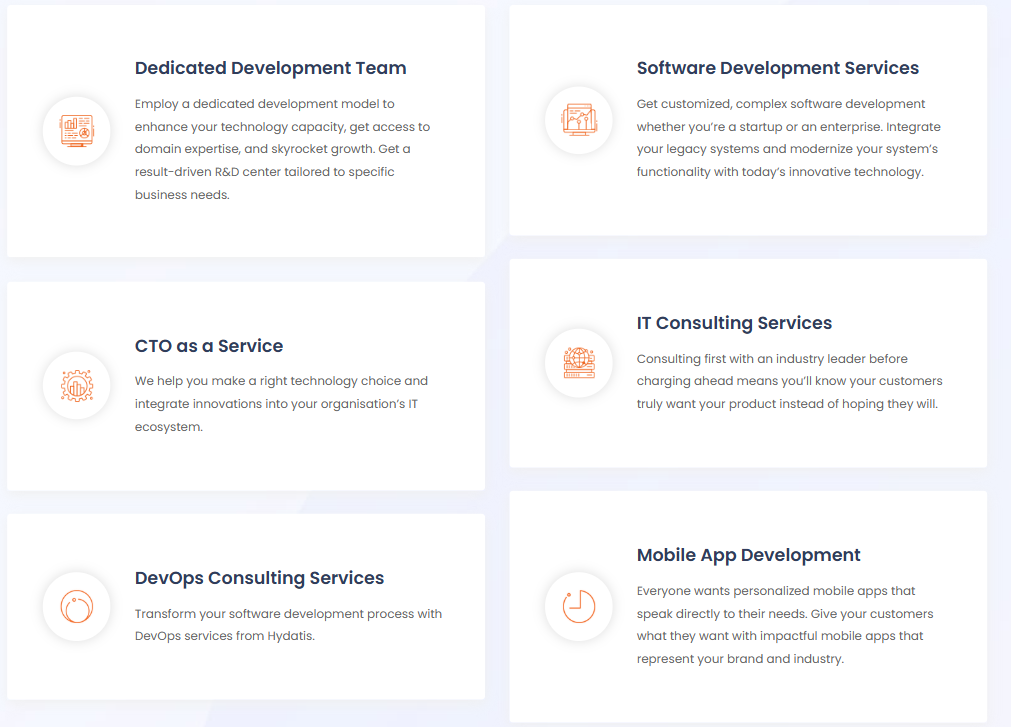 Dedicated Development Team
Employ a dedicated development model to
enhance your technology capacity, get access to
domain expertise, and skyrocket growth. Get a
result-driven R&D center tailored to specific
business needs.
Software Development Services
Get customized, complex software development
whether you're a startup or an enterprise. Integrate
your legacy systems and modernize your system's
functionality with today's innovative technology.
CTO as a Service
We help you make a right technology choice and
integrate innovations into your organisation's IT
ecosystem.
IT Consulting Services
Consulting first with an industry leader before
charging ahead means you'll know your customers
truly want your product instead of hoping they will.
DevOps Consulting Services
Transform your software development process with
DevOps services from Hydatis.
Mobile App Development
Everyone wants personalized mobile apps that
speak directly to their needs. Give your customers
what they want with impactful mobile apps that
represent your brand and industry.